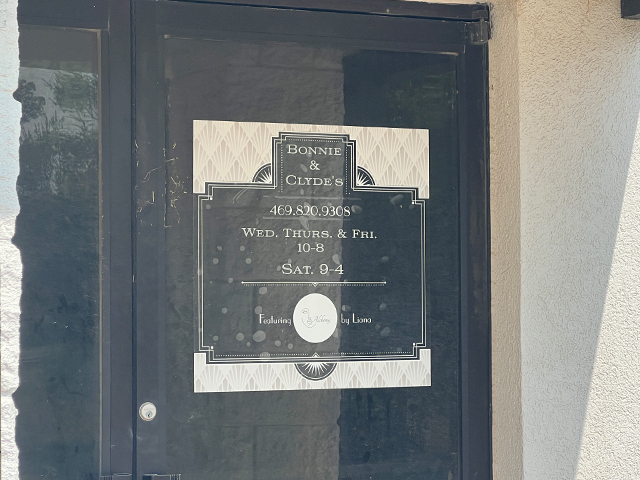 BONNIE
&
CLYDE'S
469.820.9308
WED. THURS. & FRI.
10-8
SAT. 9-4
Featuring by Liana